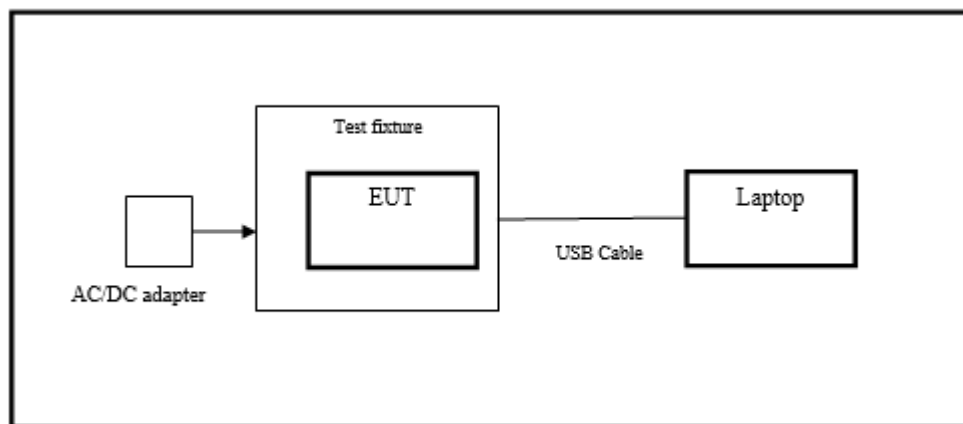 Test fixture
EUT
Laptop
USB Cable
AC/DC adapter